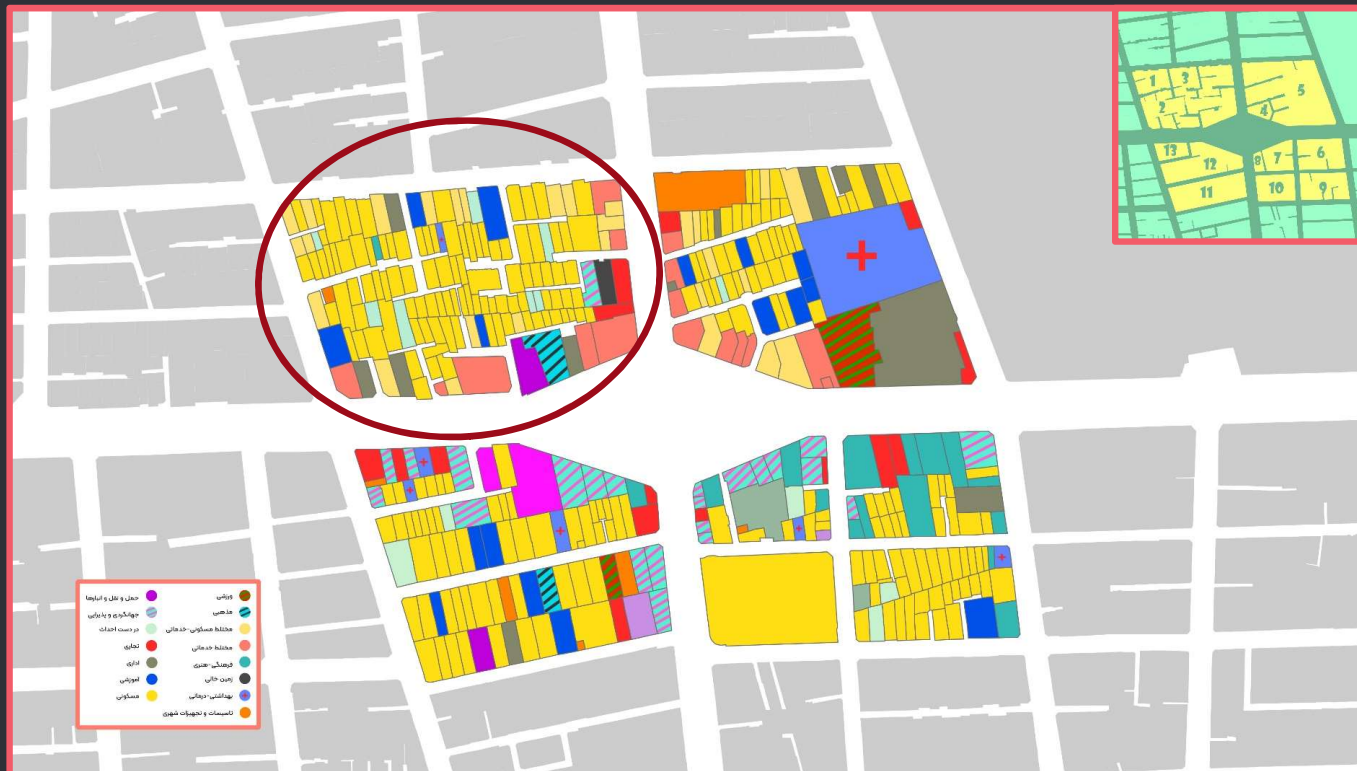 1
3
5
2
4
13
12
8
7
6
11
10
9
ورزشی
حمل و نقل و انبارها
مذهبی
جهانگردی و پذیرایی
مختلط مسکونی-خدماتی
در دست احداث
مختلط خدماتی
تجاری
فرهنگی-هنری
اداری
زمین خالی
آموزشی
بهداشتی-درمانی
مسکونی
تاسیسات و تجهیزات شهری